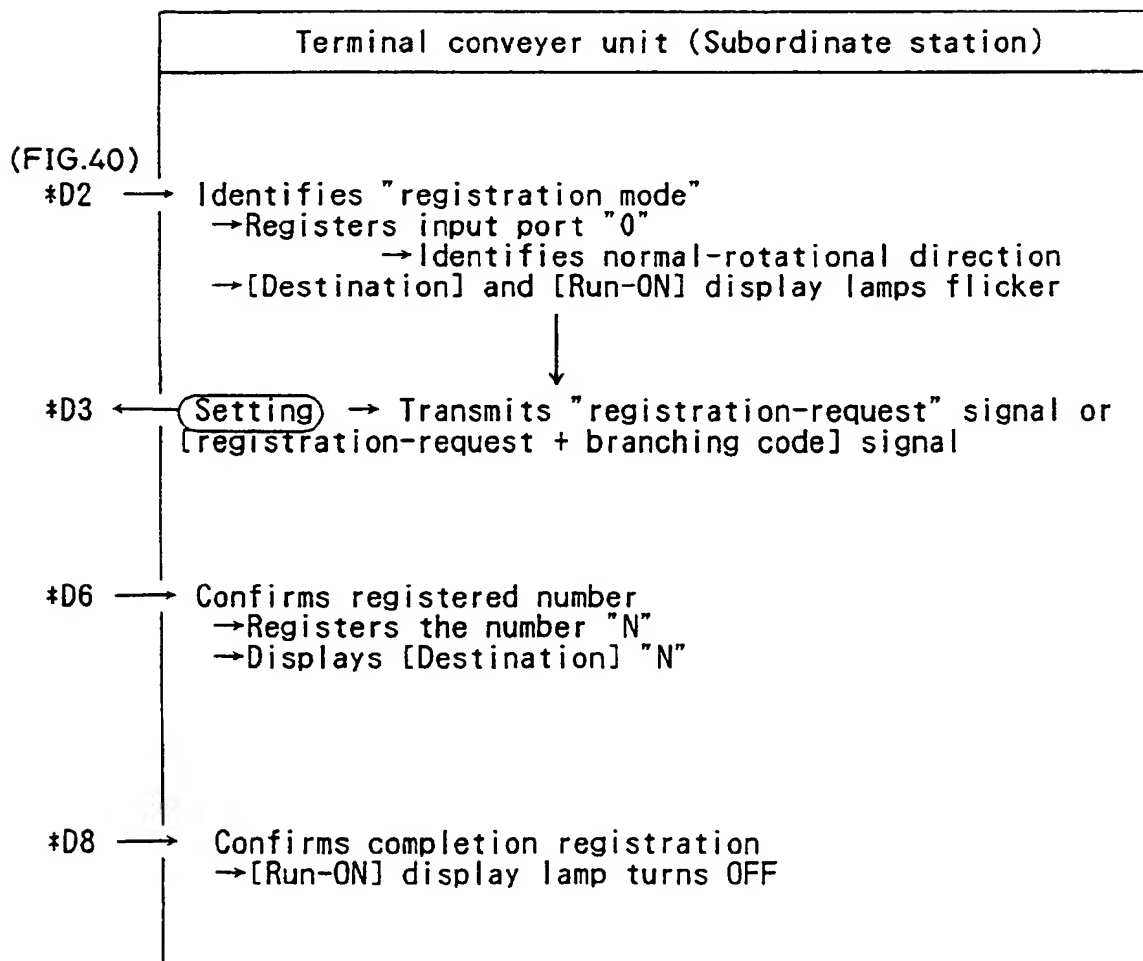 Terminal conveyer unit (Subordinate station)
(FIG.40)
*D2 → Identifies "registration mode"
→Registers input port "0"
→Identifies normal-rotational direction
→[Destination] and [Run-ON] display lamps flicker
*D3 ← Setting → Transmits "registration-request" signal or
[registration-request + branching code] signal
*D6 → Confirms registered number
→Registers the number "N"
→Displays [Destination] "N"
*D8 → Confirms completion registration
→[Run-ON] display lamp turns OFF